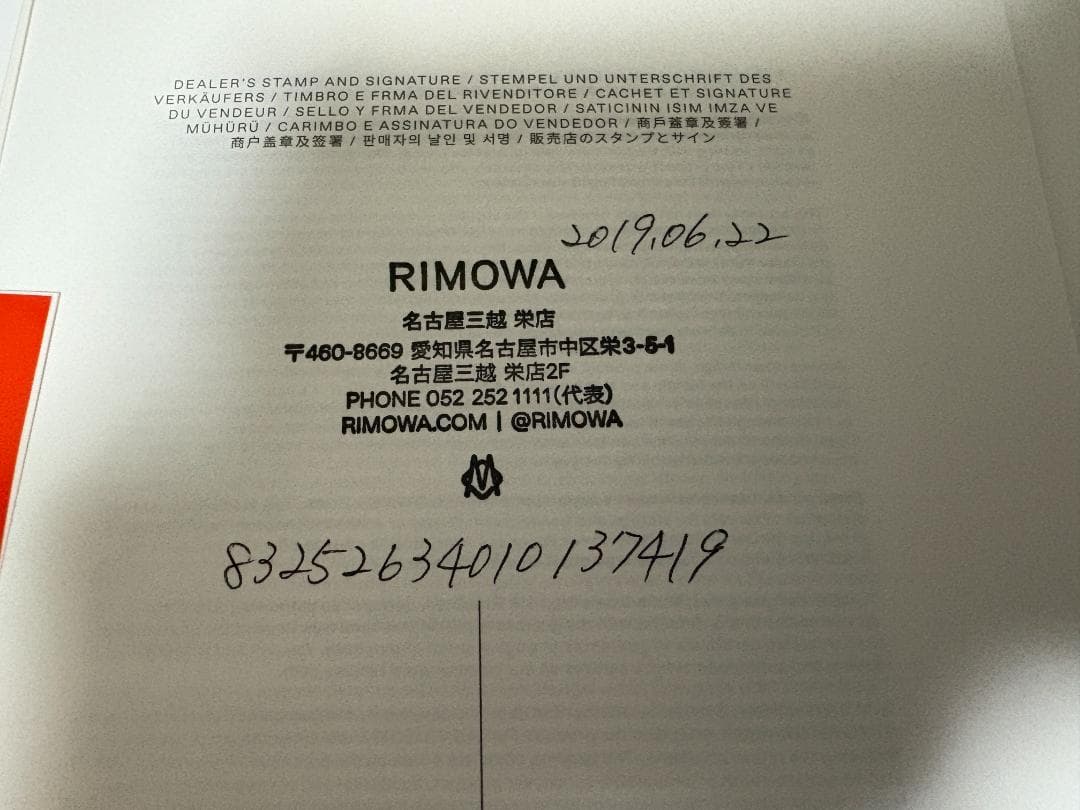 DEALER'S STAMP AND SIGNATURE / STEMPEL UND UNTERSCHRIFT DES
VERKÄUFERS / TIMBRO E FRMA DEL RIVENDITORE / CACHET ET SIGNATURE
DU VENDEUR / SELLO Y FRMA DEL VENDEDOR / SATICININ ISIM IMZA VE
MÜHÜRÜ / CARIMBO E ASSINATURA DO VENDEDOR / 商戶蓋章及簽署 /
商户盖章及签署 / 판매자의 날인 및 서명 / 販売店のスタンプとサイン
2019.06.22
RIMOWA
名古屋三越 栄店
〒460-8669 愛知県名古屋市中区栄3-5-1
名古屋三越 栄店2F
PHONE 052 252 1111(代表)
RIMOWA.COM | @RIMOWA
83252634010137419